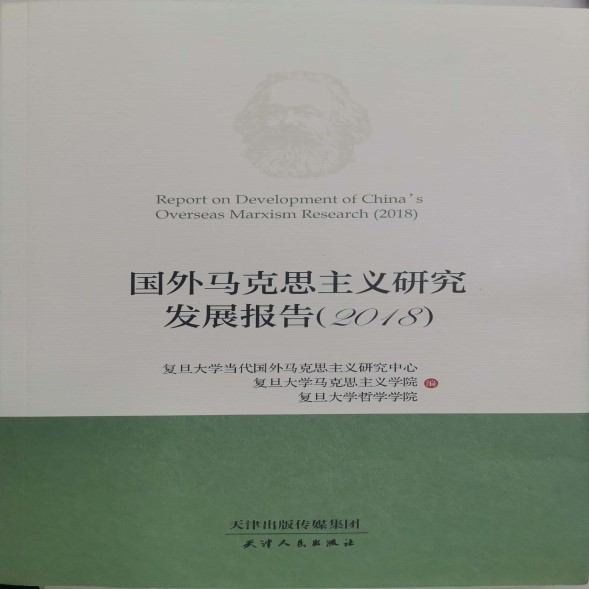 Report on Development of China's
Overseas Marxism Research (2018)
国外马克思主义研究
发展报告(2018)
复旦大学当代国外马克思主义研究中心
复旦大学马克思主义学院 编
复旦大学哲学学院
天津出版传媒集团
天津人民出版社